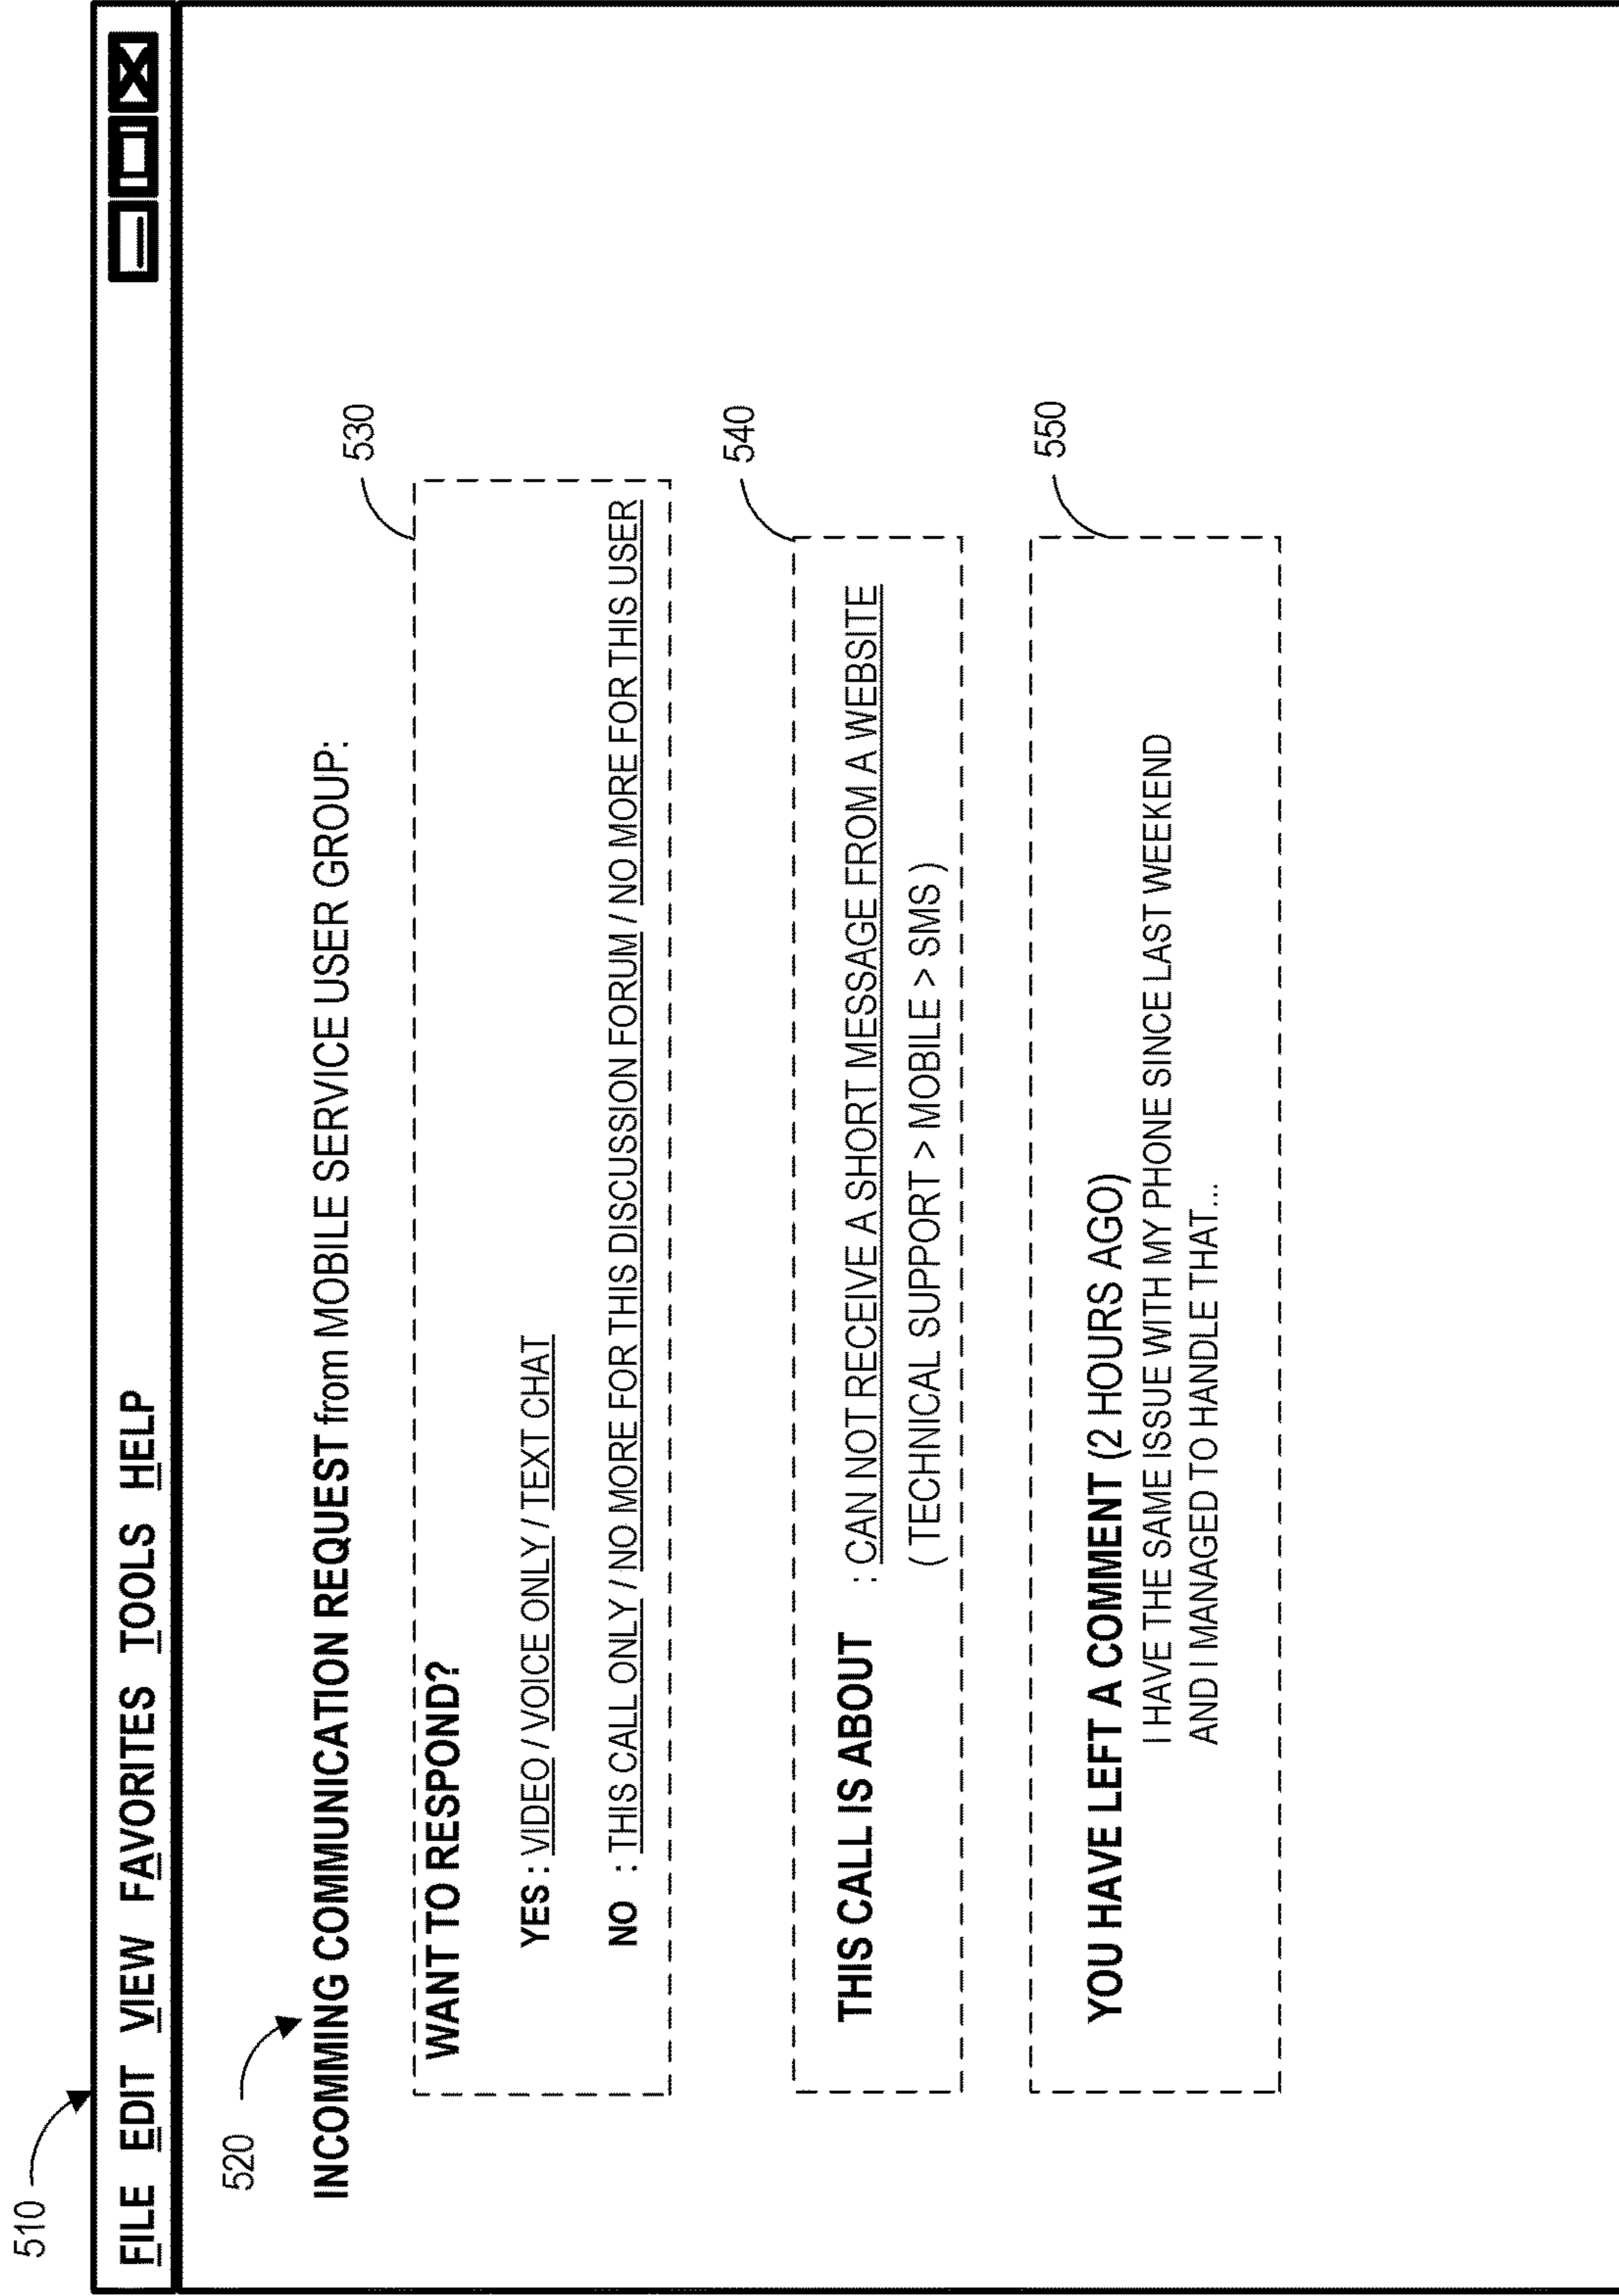 510
FILE EDIT VIEW FAVORITES TOOLS HELP
520
INCOMMING COMMUNICATION REQUEST from MOBILE SERVICE USER GROUP:
530
WANT TO RESPOND?
YES : VIDEO / VOICE ONLY / TEXT CHAT
NO : THIS CALL ONLY / NO MORE FOR THIS DISCUSSION FORUM / NO MORE FOR THIS USER
540
THIS CALL IS ABOUT : CAN NOT RECEIVE A SHORT MESSAGE FROM A WEBSITE
( TECHNICAL SUPPORT > MOBILE > SMS )
550
YOU HAVE LEFT A COMMENT (2 HOURS AGO)
I HAVE THE SAME ISSUE WITH MY PHONE SINCE LAST WEEKEND
AND I MANAGED TO HANDLE THAT...